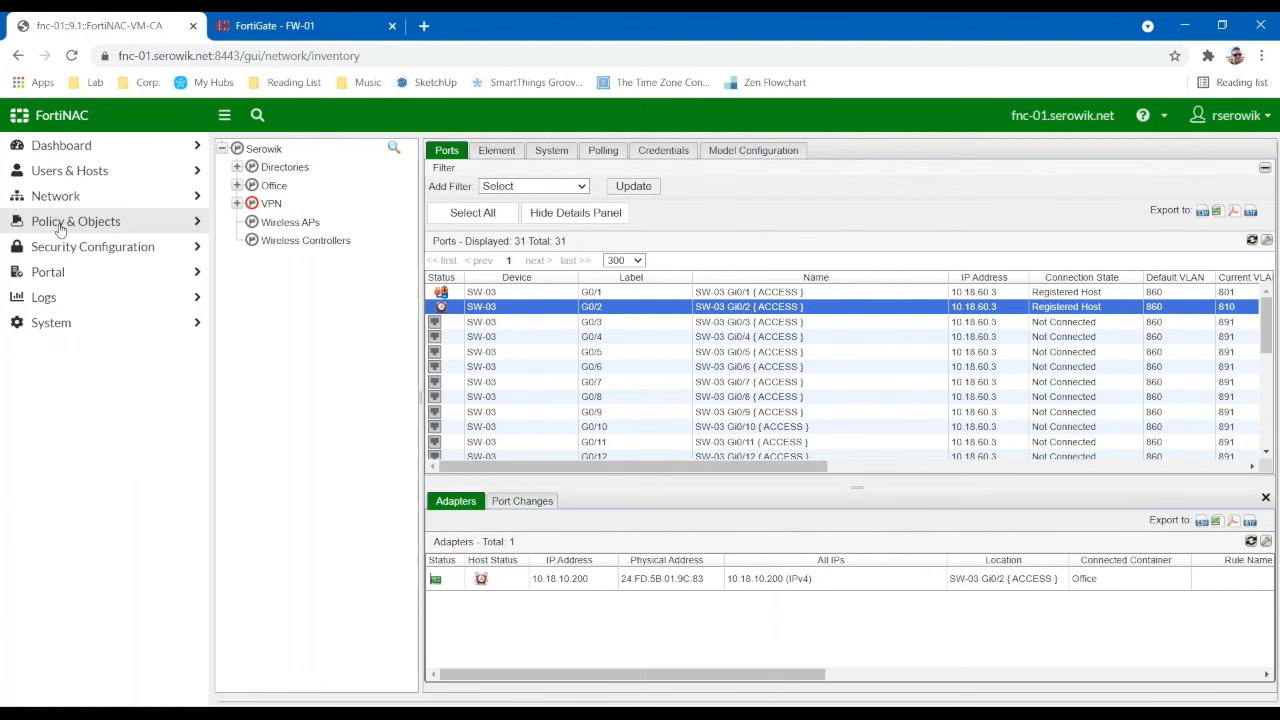 fnc-01::9.1::FortiNAC-VM-CA
FortiGate - FW-01
fnc-01.serowik.net:8443/gui/network/inventory
Apps Lab Corp. My Hubs Reading List Music SketchUp SmartThings Groov... The Time Zone Con... Zen Flowchart Reading list
FortiNAC fnc-01.serowik.net rserowik
Dashboard
Users & Hosts
Network
Policy & Objects
Security Configuration
Portal
Logs
System
Serowik
Directories
Office
VPN
Wireless APs
Wireless Controllers
Ports Element System Polling Credentials Model Configuration
Filter
Add Filter: Select Update
Select All Hide Details Panel Export to:
Ports - Displayed: 31 Total: 31
<< first < prev 1 next > last >> 300
Status Device Label Name IP Address Connection State Default VLAN Current VLA
SW-03 G0/1 SW-03 Gi0/1 { ACCESS } 10.18.60.3 Registered Host 860 801
SW-03 G0/2 SW-03 Gi0/2 { ACCESS } 10.18.60.3 Registered Host 860 810
SW-03 G0/3 SW-03 Gi0/3 { ACCESS } 10.18.60.3 Not Connected 860 891
SW-03 G0/4 SW-03 Gi0/4 { ACCESS } 10.18.60.3 Not Connected 860 891
SW-03 G0/5 SW-03 Gi0/5 { ACCESS } 10.18.60.3 Not Connected 860 891
SW-03 G0/6 SW-03 Gi0/6 { ACCESS } 10.18.60.3 Not Connected 860 891
SW-03 G0/7 SW-03 Gi0/7 { ACCESS } 10.18.60.3 Not Connected 860 891
SW-03 G0/8 SW-03 Gi0/8 { ACCESS } 10.18.60.3 Not Connected 860 891
SW-03 G0/9 SW-03 Gi0/9 { ACCESS } 10.18.60.3 Not Connected 860 891
SW-03 G0/10 SW-03 Gi0/10 { ACCESS } 10.18.60.3 Not Connected 860 891
SW-03 G0/11 SW-03 Gi0/11 { ACCESS } 10.18.60.3 Not Connected 860 891
SW-03 G0/12 SW-03 Gi0/12 { ACCESS } 10.18.60.3 Not Connected 860 891
Adapters Port Changes
Export to:
Adapters - Total: 1
Status Host Status IP Address Physical Address All IPs Location Connected Container Rule Name
10.18.10.200 24:FD:5B:01:9C:83 10.18.10.200 (IPv4) SW-03 Gi0/2 { ACCESS } Office